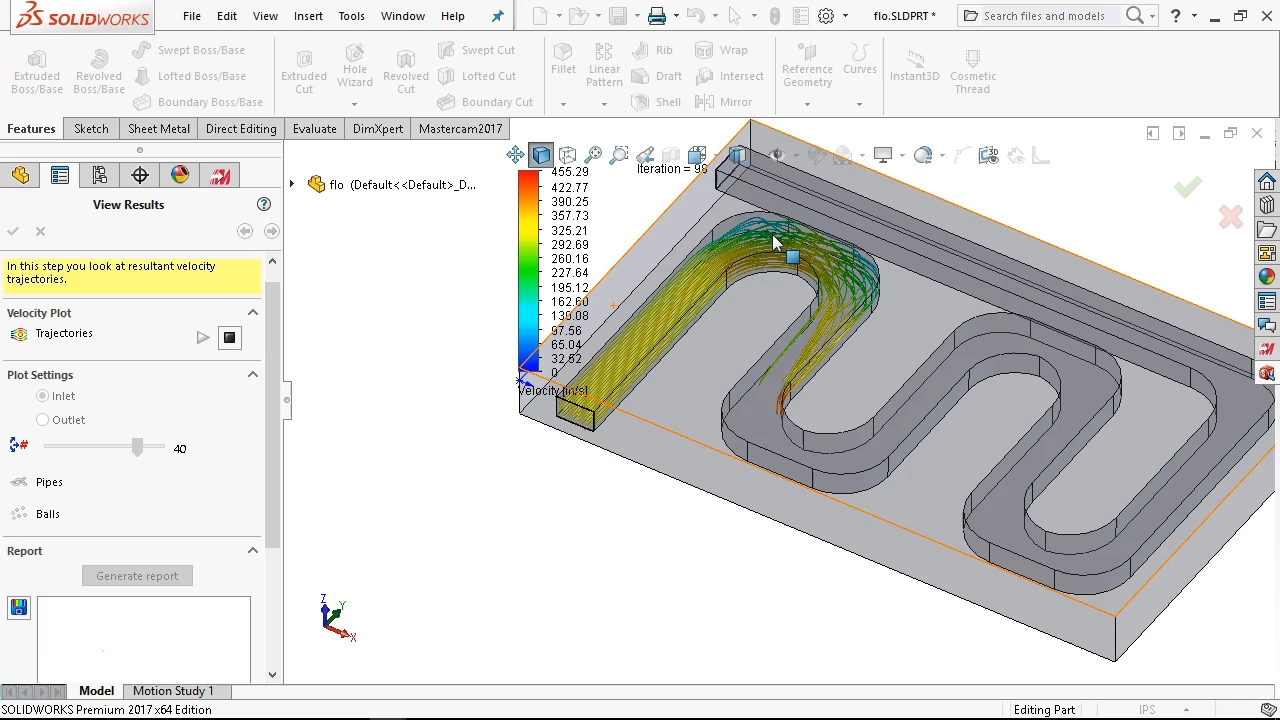 SOLIDWORKS File Edit View Insert Tools Window Help flo.SLDPRT * Search files and models ?
Extruded Boss/Base
Revolved Boss/Base
Swept Boss/Base
Lofted Boss/Base
Boundary Boss/Base
Extruded Cut
Hole Wizard
Revolved Cut
Swept Cut
Lofted Cut
Boundary Cut
Fillet
Linear Pattern
Rib
Draft
Shell
Wrap
Intersect
Mirror
Reference Geometry
Curves
Instant3D
Cosmetic Thread
Features Sketch Sheet Metal Direct Editing Evaluate DimXpert Mastercam2017
View Results ?
In this step you look at resultant velocity
trajectories.
Velocity Plot
Trajectories
Plot Settings
Inlet
Outlet
# 40
Pipes
Balls
Report
Generate report
flo (Default<<Default>_D...
Iteration = 96
455.29
422.77
390.25
357.73
325.21
292.69
260.16
227.64
195.12
162.60
130.08
97.56
65.04
32.52
0
Velocity [in/s]
Z
Y
X
Model Motion Study 1
SOLIDWORKS Premium 2017 x64 Edition Editing Part IPS